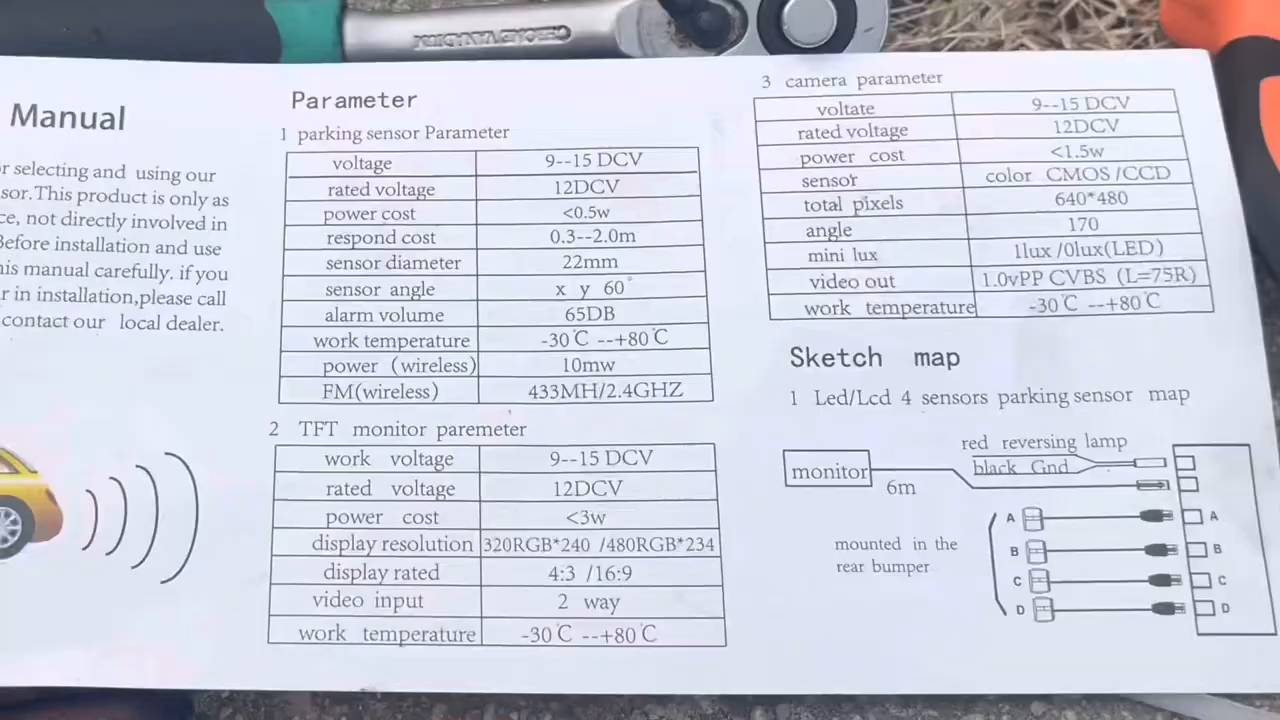 Manual
r selecting and using our
sor.This product is only as
ce, not directly involved in
Before installation and use
his manual carefully. if you
r in installation,please call
contact our local dealer.
Parameter
1 parking sensor Parameter
voltage 9--15 DCV
rated voltage 12DCV
power cost <0.5w
respond cost 0.3--2.0m
sensor diameter 22mm
sensor angle x y 60°
alarm volume 65DB
work temperature -30℃ --+80℃
power (wireless) 10mw
FM(wireless) 433MH/2.4GHZ
2 TFT monitor paremeter
work voltage 9--15 DCV
rated voltage 12DCV
power cost <3w
display resolution 320RGB*240 /480RGB*234
display rated 4:3 /16:9
video input 2 way
work temperature -30℃ --+80℃
3 camera parameter
voltate 9--15 DCV
rated voltage 12DCV
power cost <1.5w
sensor color CMOS /CCD
total pixels 640*480
angle 170
mini lux 1lux /0lux(LED)
video out 1.0vPP CVBS (L=75R)
work temperature -30℃ --+80℃
Sketch map
1 Led/Lcd 4 sensors parking sensor map
monitor
6m
red reversing lamp
black Gnd
mounted in the
rear bumper
A A
B B
C C
D D